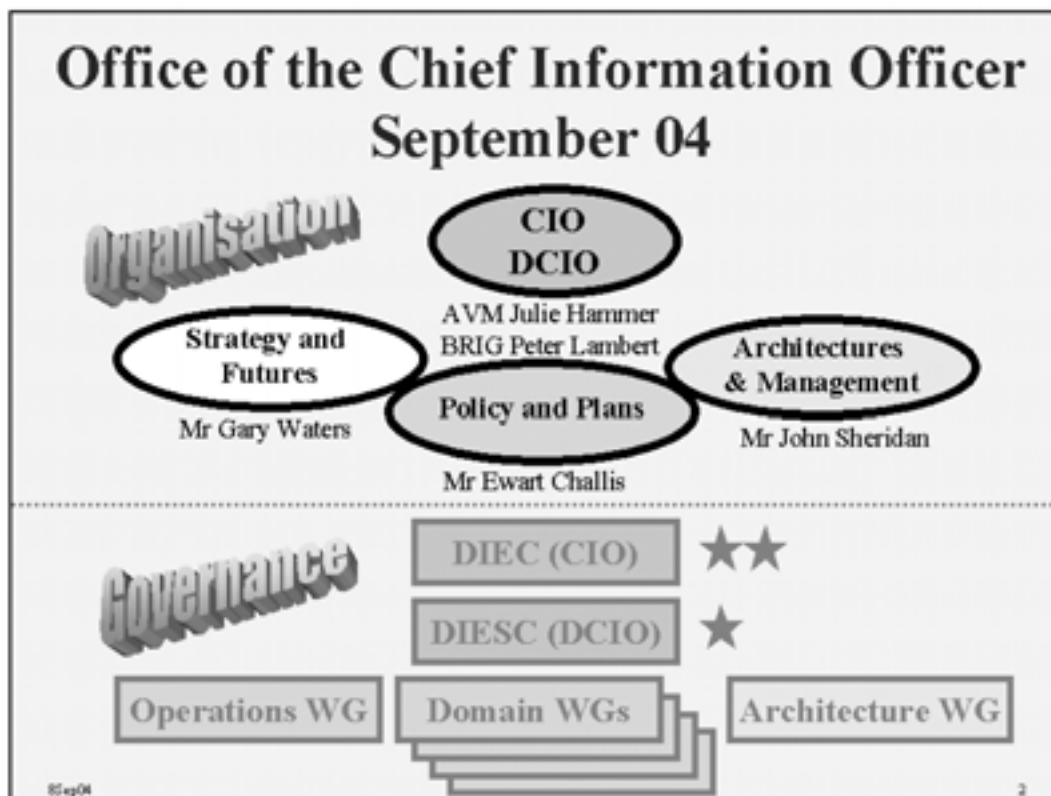 Office of the Chief Information Officer
September 04
Organisation
CIO
DCIO
AVM Julie Hammer
BRIG Peter Lambert
Strategy and
Futures
Mr Gary Waters
Policy and Plans
Mr Ewart Challis
Architectures
& Management
Mr John Sheridan
Governance
DIEC (CIO)
DIESC (DCIO)
Operations WG
Domain WGs
Architecture WG
8Sep04
2